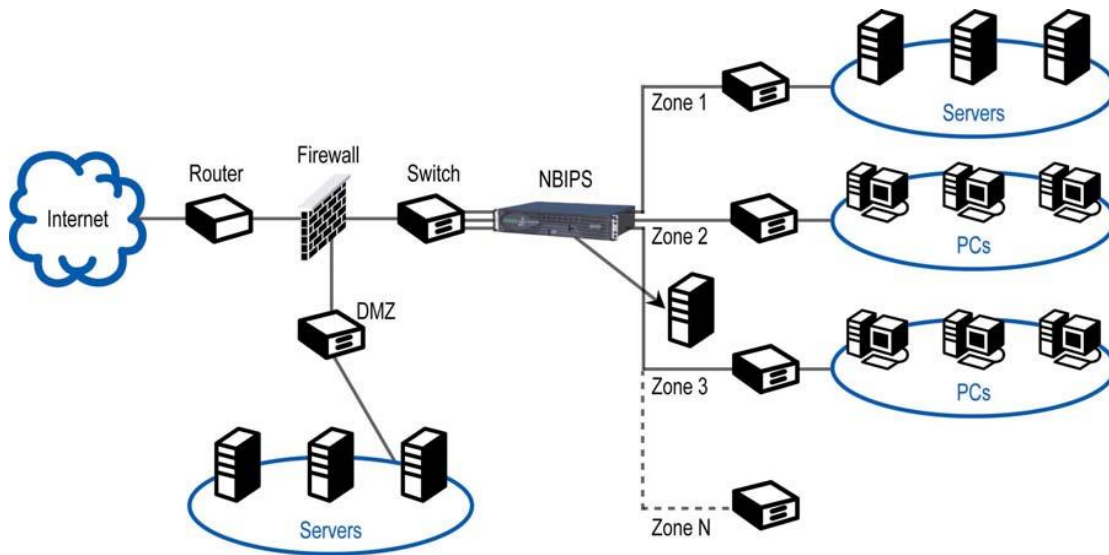 Internet
Router
Firewall
Switch
NBIPS
DMZ
Servers
Zone 1
Servers
Zone 2
PCs
Zone 3
PCs
Zone N